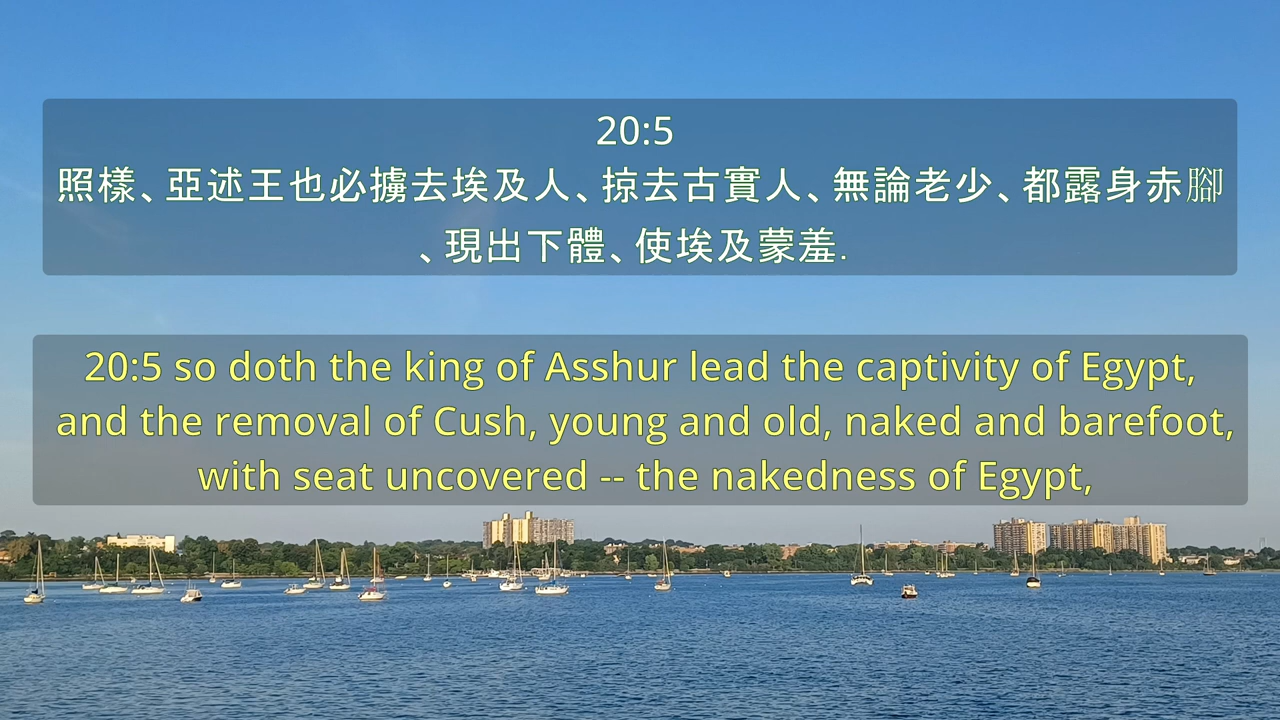 20:5
照樣、亞述王也必擄去埃及人、掠去古實人、無論老少、都露身赤腳
、現出下體、使埃及蒙羞.
20:5 so doth the king of Asshur lead the captivity of Egypt,
and the removal of Cush, young and old, naked and barefoot,
with seat uncovered -- the nakedness of Egypt,